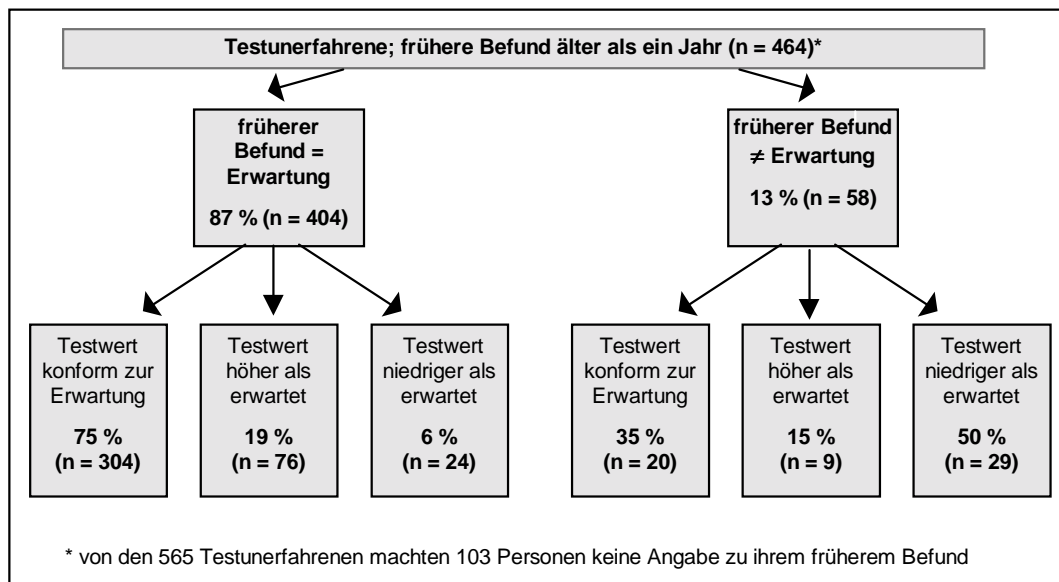 Testunerfahrene; frühere Befund älter als ein Jahr (n = 464)*
früherer
Befund =
Erwartung
87 % (n = 404)
früherer Befund
≠ Erwartung
13 % (n = 58)
Testwert
konform zur
Erwartung
75 %
(n = 304)
Testwert
höher als
erwartet
19 %
(n = 76)
Testwert
niedriger als
erwartet
6 %
(n = 24)
Testwert
konform zur
Erwartung
35 %
(n = 20)
Testwert
höher als
erwartet
15 %
(n = 9)
Testwert
niedriger als
erwartet
50 %
(n = 29)
* von den 565 Testunerfahrenen machten 103 Personen keine Angabe zu ihrem früherem Befund